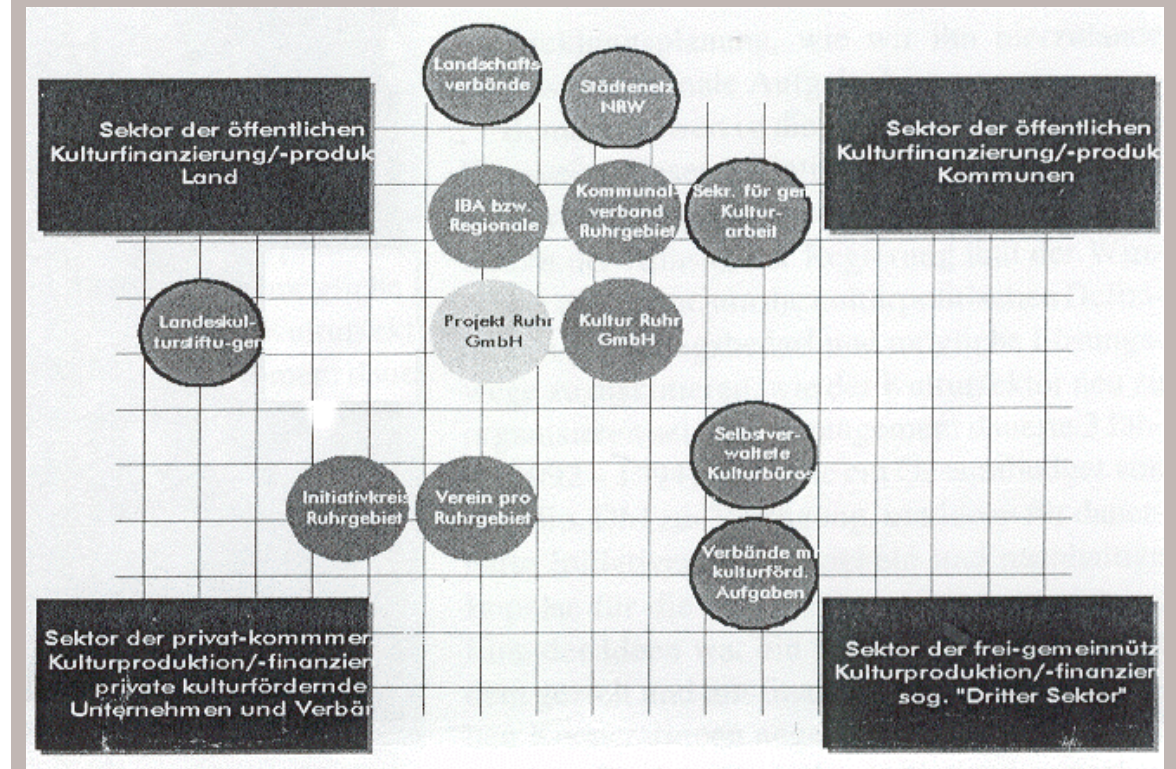 Landschafts
verbände
Städtenetz
NRW
Sektor der öffentlichen
Kulturfinanzierung/-produk
Land
Sektor der öffentlichen
Kulturfinanzierung/-produk
Kommunen
IBA bzw.
Regionale
Kommunal-
verband
Ruhrgebiet
Sekr. für gem
Kultur-
arbeit
Landeskul-
turstiftu-gen
Projekt Ruhr
GmbH
Kultur Ruhr
GmbH
Selbstver-
waltete
Kulturbüros
Initiativkreis
Ruhrgebiet
Verein pro
Ruhrgebiet
Verbände m
kulturförd.
Aufgaben
Sektor der privat-kommmer
Kulturproduktion/-finanzier
private kulturfördende
Unternehmen und Verbän
Sektor der frei-gemeinnütz
Kulturproduktion/-finanzier
sog. "Dritter Sektor"